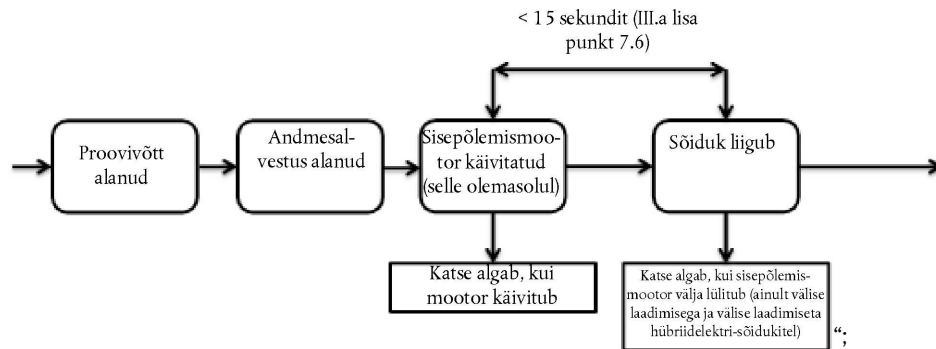 < 15 sekundit (III.a lisa
punkt 7.6)
Proovivõtt
alanud
Andmesal-
vestus alanud
Sisepõlemismoo-
otor käivitatud
(selle olemasolul)
Sõiduk liigub
Katse algab, kui
mootor käivitub
Katse algab, kui sisepõlemis-
mootor välja lülitub (ainult välise
laadimisega ja välise laadimiseta
hübriidelektri-sõidukitel)
“;